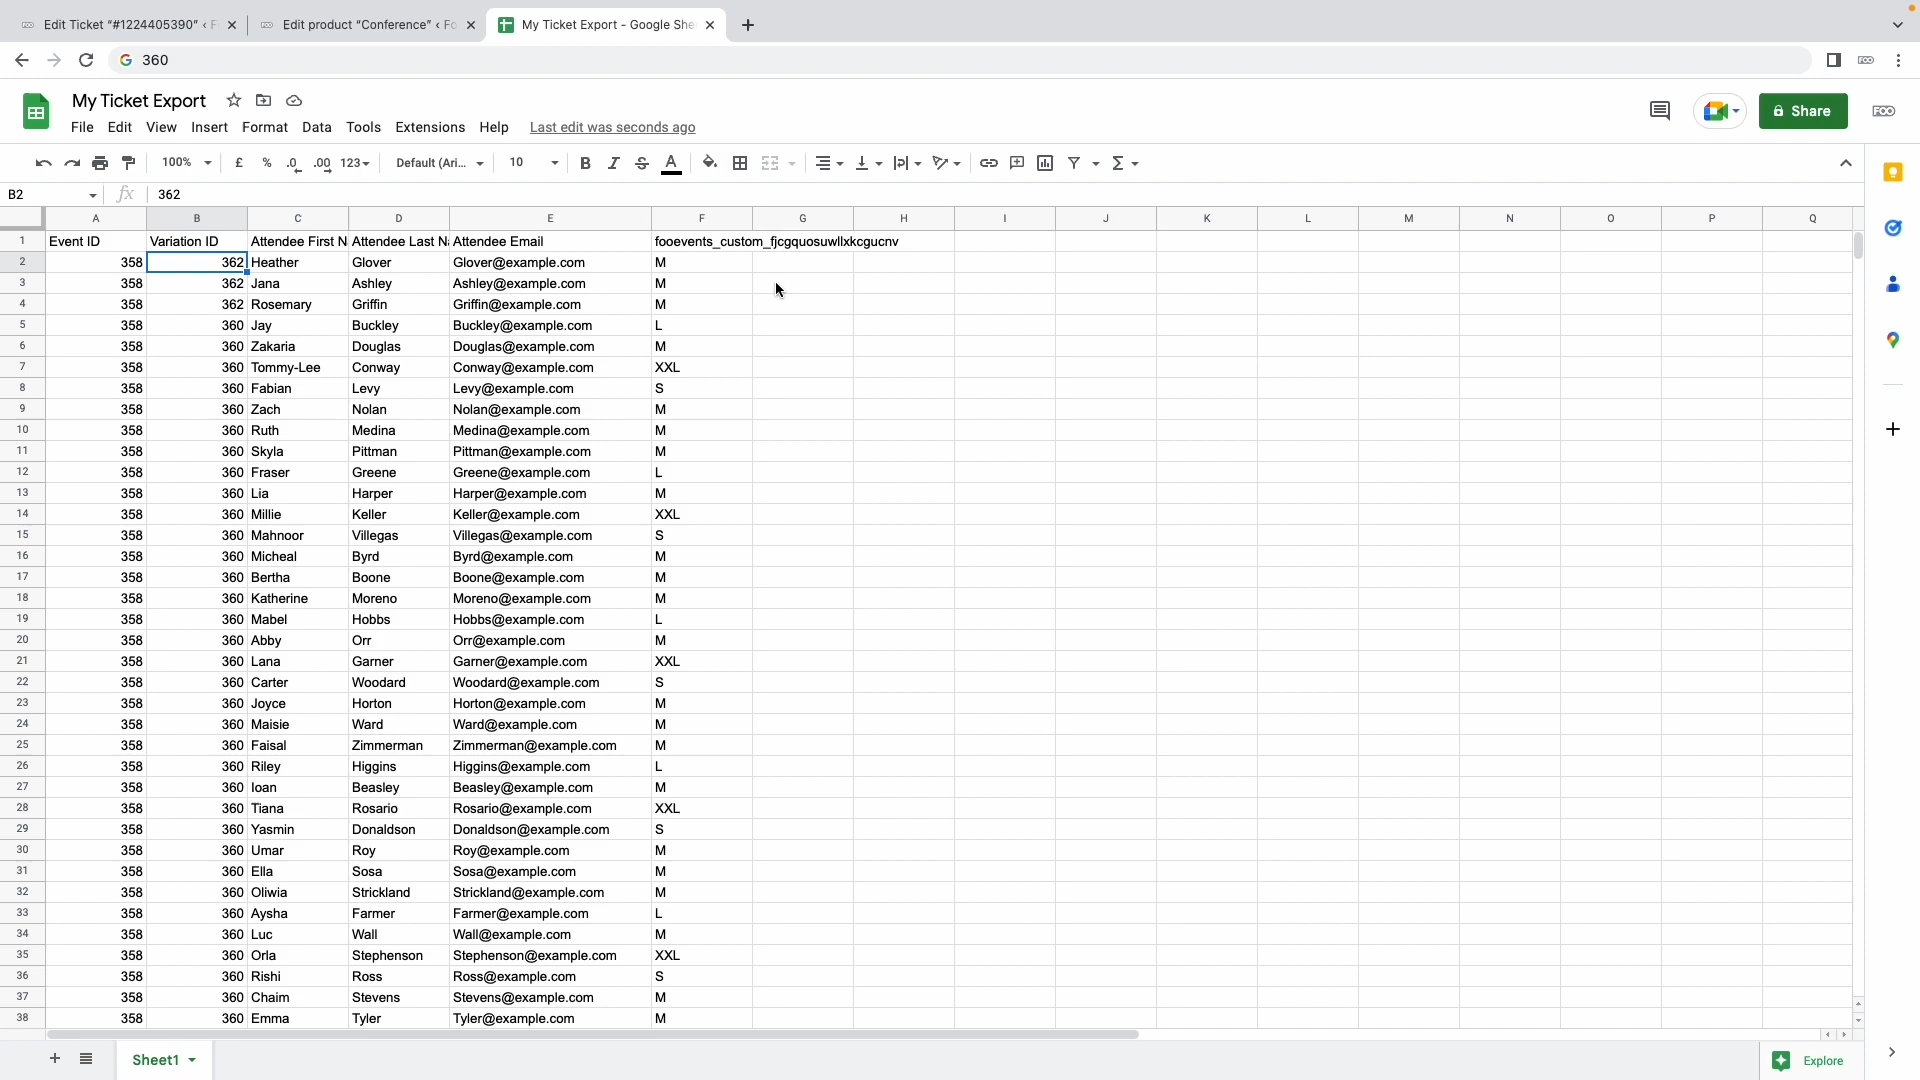 Edit Ticket “#1224405390” ‹ F
Edit product “Conference” ‹ Fo
My Ticket Export - Google She
360
My Ticket Export
File Edit View Insert Format Data Tools Extensions Help Last edit was seconds ago
Share
FOO
100% £ % .0 .00 123 Default (Ari... 10 B I S A
B2 fx 362
A B C D E F G H I J K L M N O P Q
1 Event ID Variation ID Attendee First N Attendee Last Na Attendee Email fooevents_custom_fjcgquosuwllxkcgucnv
2 358 362 Heather Glover Glover@example.com M
3 358 362 Jana Ashley Ashley@example.com M
4 358 362 Rosemary Griffin Griffin@example.com M
5 358 360 Jay Buckley Buckley@example.com L
6 358 360 Zakaria Douglas Douglas@example.com M
7 358 360 Tommy-Lee Conway Conway@example.com XXL
8 358 360 Fabian Levy Levy@example.com S
9 358 360 Zach Nolan Nolan@example.com M
10 358 360 Ruth Medina Medina@example.com M
11 358 360 Skyla Pittman Pittman@example.com M
12 358 360 Fraser Greene Greene@example.com L
13 358 360 Lia Harper Harper@example.com M
14 358 360 Millie Keller Keller@example.com XXL
15 358 360 Mahnoor Villegas Villegas@example.com S
16 358 360 Micheal Byrd Byrd@example.com M
17 358 360 Bertha Boone Boone@example.com M
18 358 360 Katherine Moreno Moreno@example.com M
19 358 360 Mabel Hobbs Hobbs@example.com L
20 358 360 Abby Orr Orr@example.com M
21 358 360 Lana Garner Garner@example.com XXL
22 358 360 Carter Woodard Woodard@example.com S
23 358 360 Joyce Horton Horton@example.com M
24 358 360 Maisie Ward Ward@example.com M
25 358 360 Faisal Zimmerman Zimmerman@example.com M
26 358 360 Riley Higgins Higgins@example.com L
27 358 360 Ioan Beasley Beasley@example.com M
28 358 360 Tiana Rosario Rosario@example.com XXL
29 358 360 Yasmin Donaldson Donaldson@example.com S
30 358 360 Umar Roy Roy@example.com M
31 358 360 Ella Sosa Sosa@example.com M
32 358 360 Oliwia Strickland Strickland@example.com M
33 358 360 Aysha Farmer Farmer@example.com L
34 358 360 Luc Wall Wall@example.com M
35 358 360 Orla Stephenson Stephenson@example.com XXL
36 358 360 Rishi Ross Ross@example.com S
37 358 360 Chaim Stevens Stevens@example.com M
38 358 360 Emma Tyler Tyler@example.com M
Sheet1
Explore